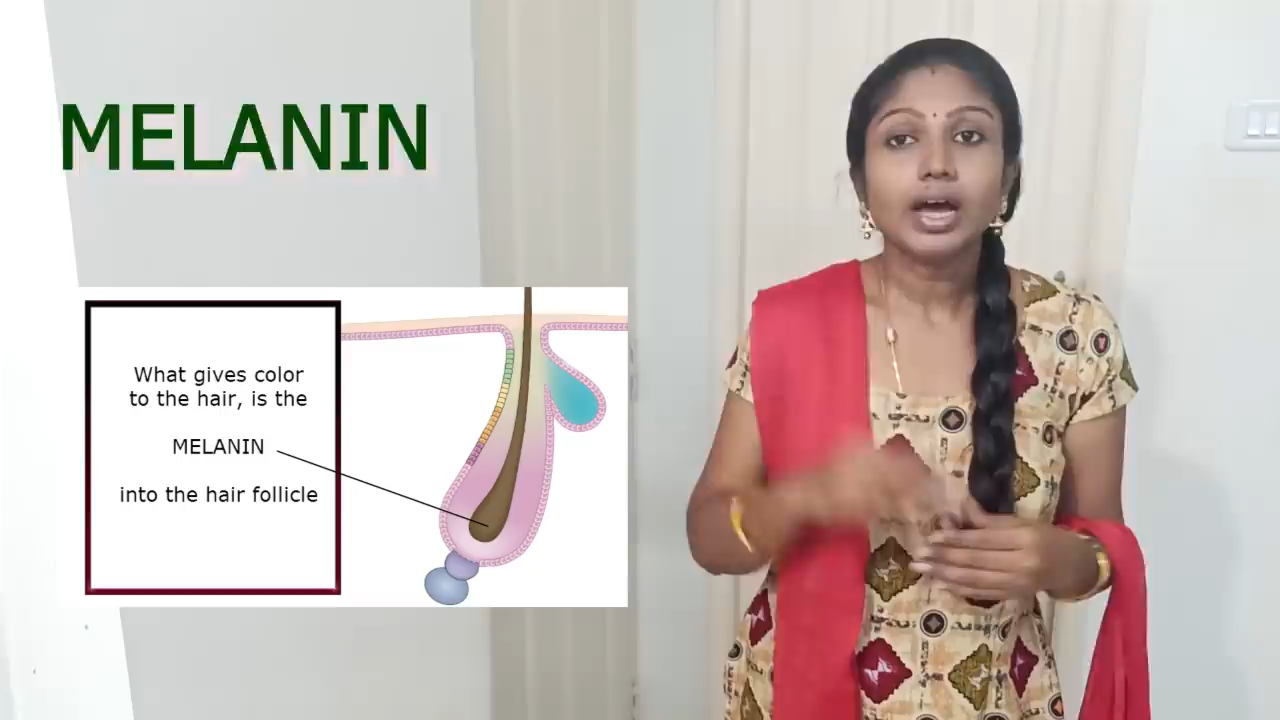 MELANIN
What gives color
to the hair, is the
MELANIN
into the hair follicle